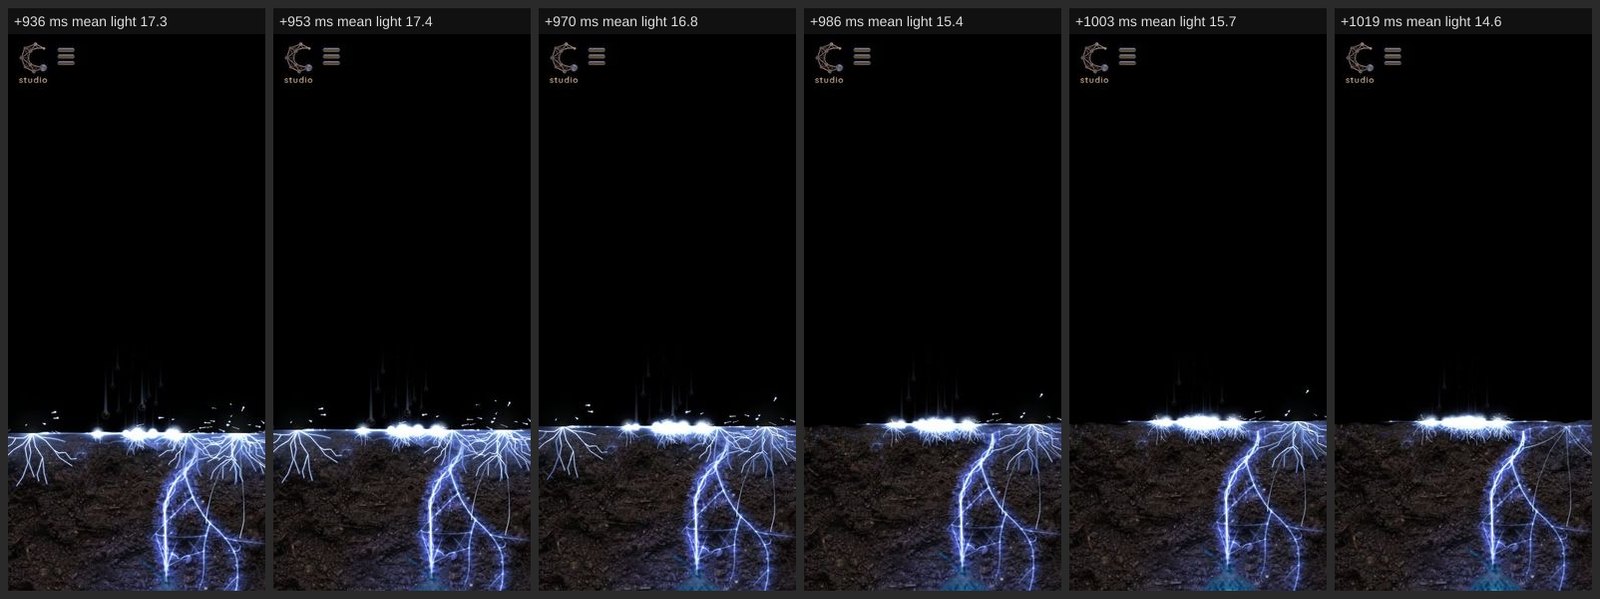 +936 ms mean light 17.3
studio
+953 ms mean light 17.4
studio
+970 ms mean light 16.8
studio
+986 ms mean light 15.4
studio
+1003 ms mean light 15.7
studio
+1019 ms mean light 14.6
studio